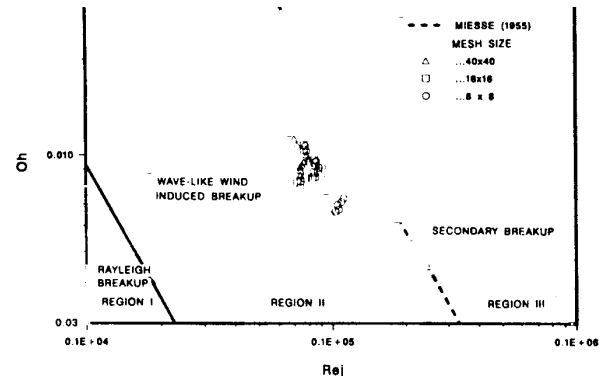 MIESSE (1955)
MESH SIZE
...40x40
...16x16
...8 x 8
Oh
0.010
WAVE-LIKE WIND
INDUCED BREAKUP
SECONDARY BREAKUP
RAYLEIGH
BREAKUP
REGION I
REGION II
REGION III
0.03
0.1E+04
0.1E+05
0.1E+06
Rej